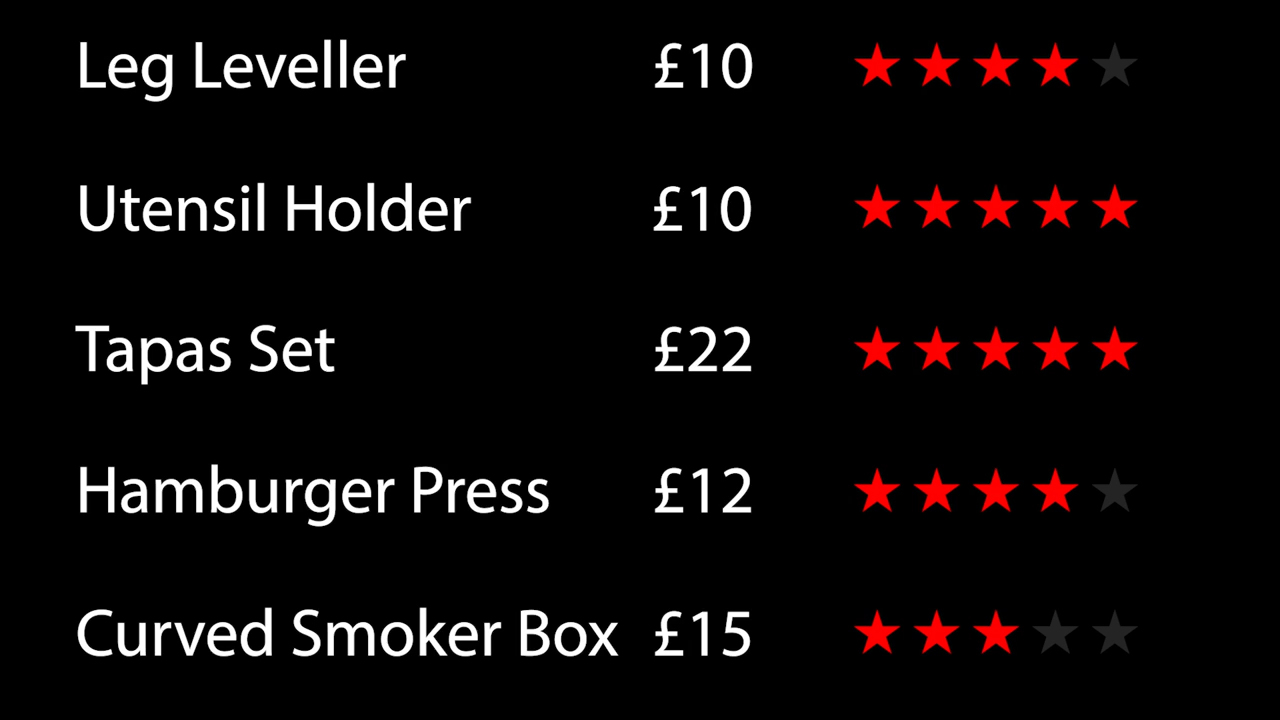 Leg Leveller £10
Utensil Holder £10
Tapas Set £22
Hamburger Press £12
Curved Smoker Box £15